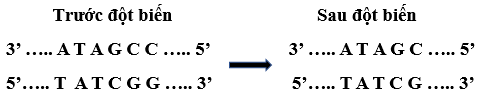 Trước đột biến Sau đột biến
3’ ….. A T A G C C ….. 5’ 3’ ….. A T A G C ….. 5’
5’….. T A T C G G ….. 3’ 5’….. T A T C G ….. 3’